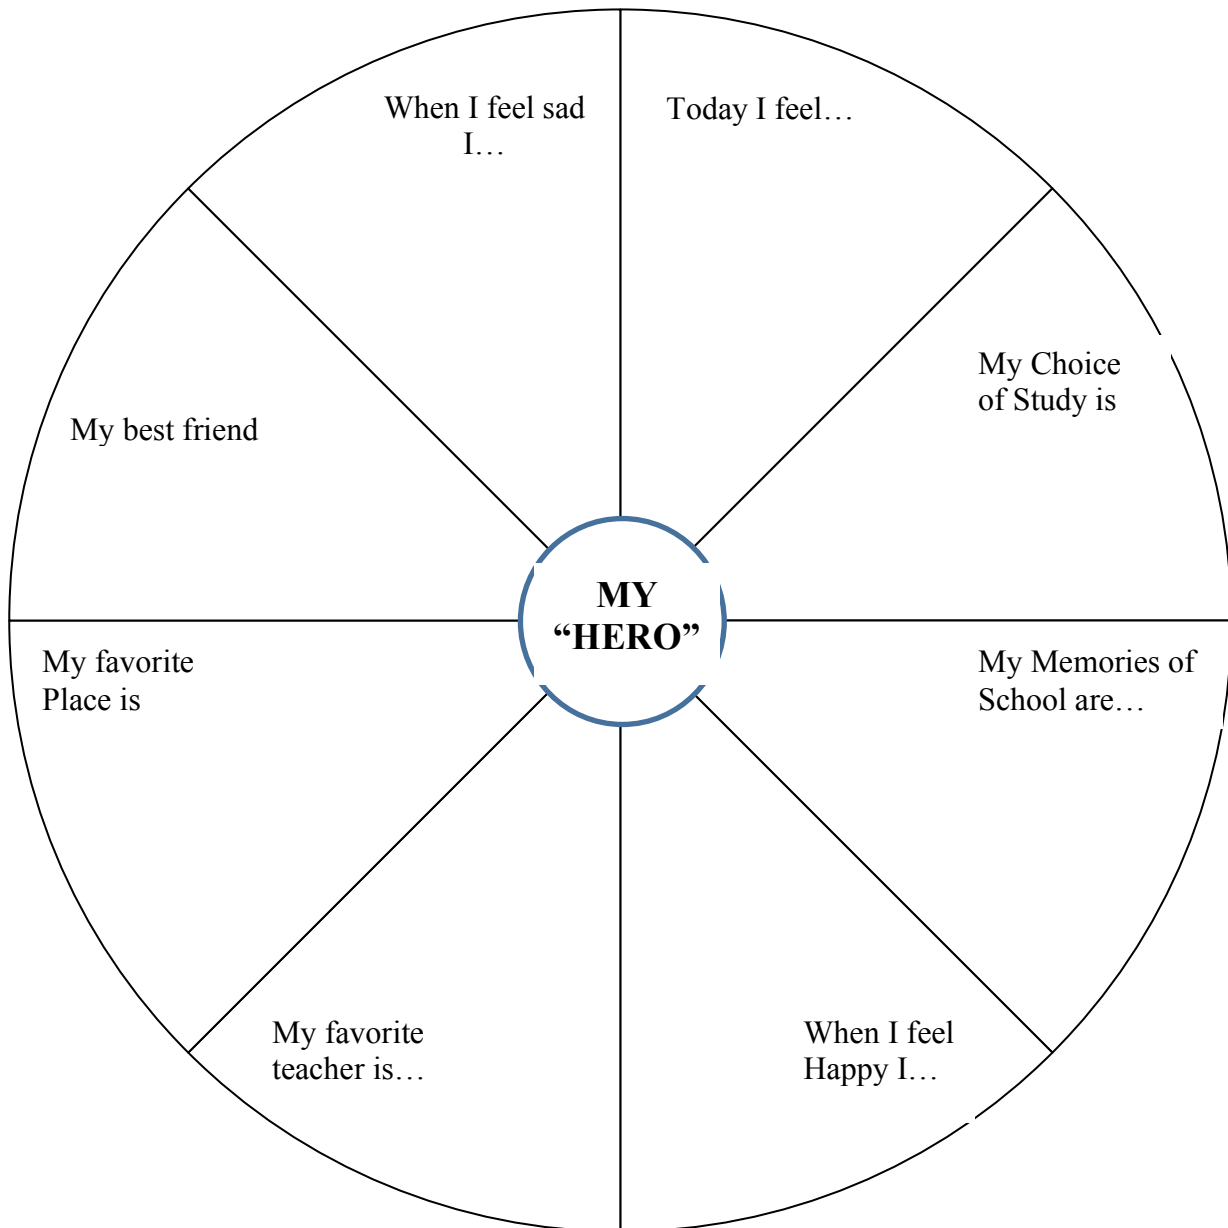 When I feel sad
I…
Today I feel…
My Choice
of Study is
My best friend
MY
“HERO”
My favorite
Place is
My Memories of
School are…
My favorite
teacher is…
When I feel
Happy I…